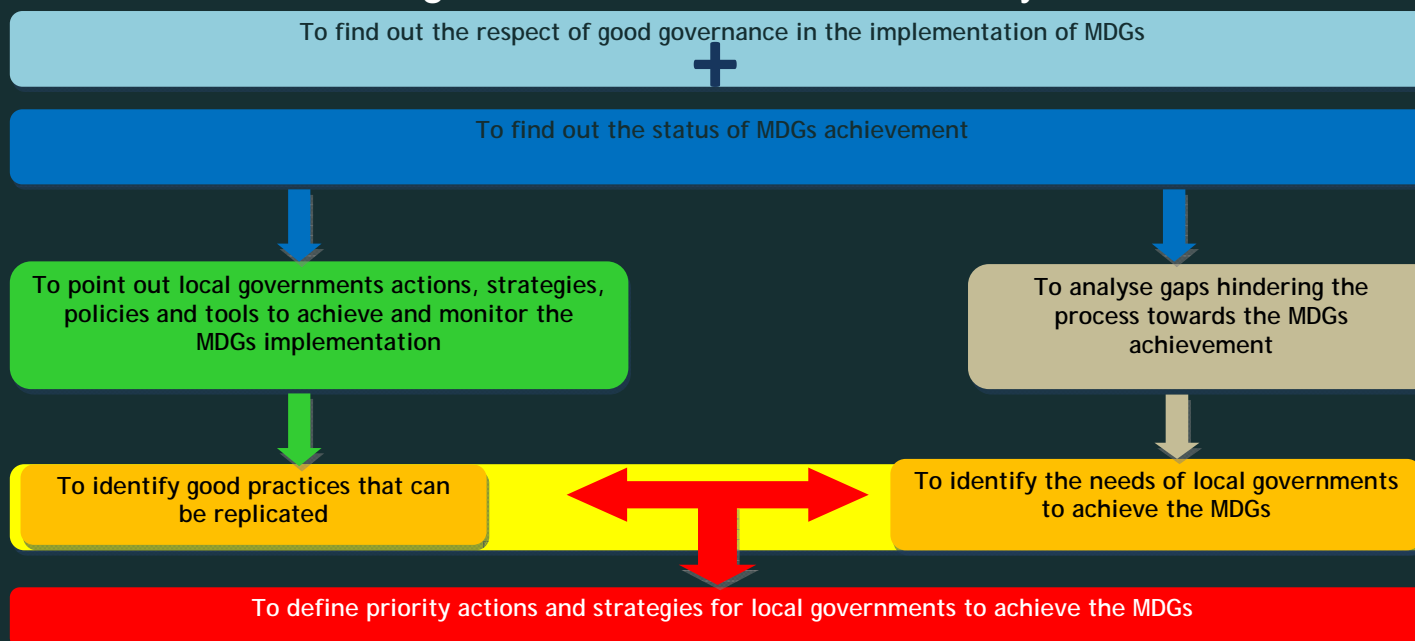 To find out the respect of good governance in the implementation of MDGs
To find out the status of MDGs achievement
To point out local governments actions, strategies,
policies and tools to achieve and monitor the
MDGs implementation
To analyse gaps hindering the
process towards the MDGs
achievement
To identify good practices that can
be replicated
To identify the needs of local governments
to achieve the MDGs
To define priority actions and strategies for local governments to achieve the MDGs